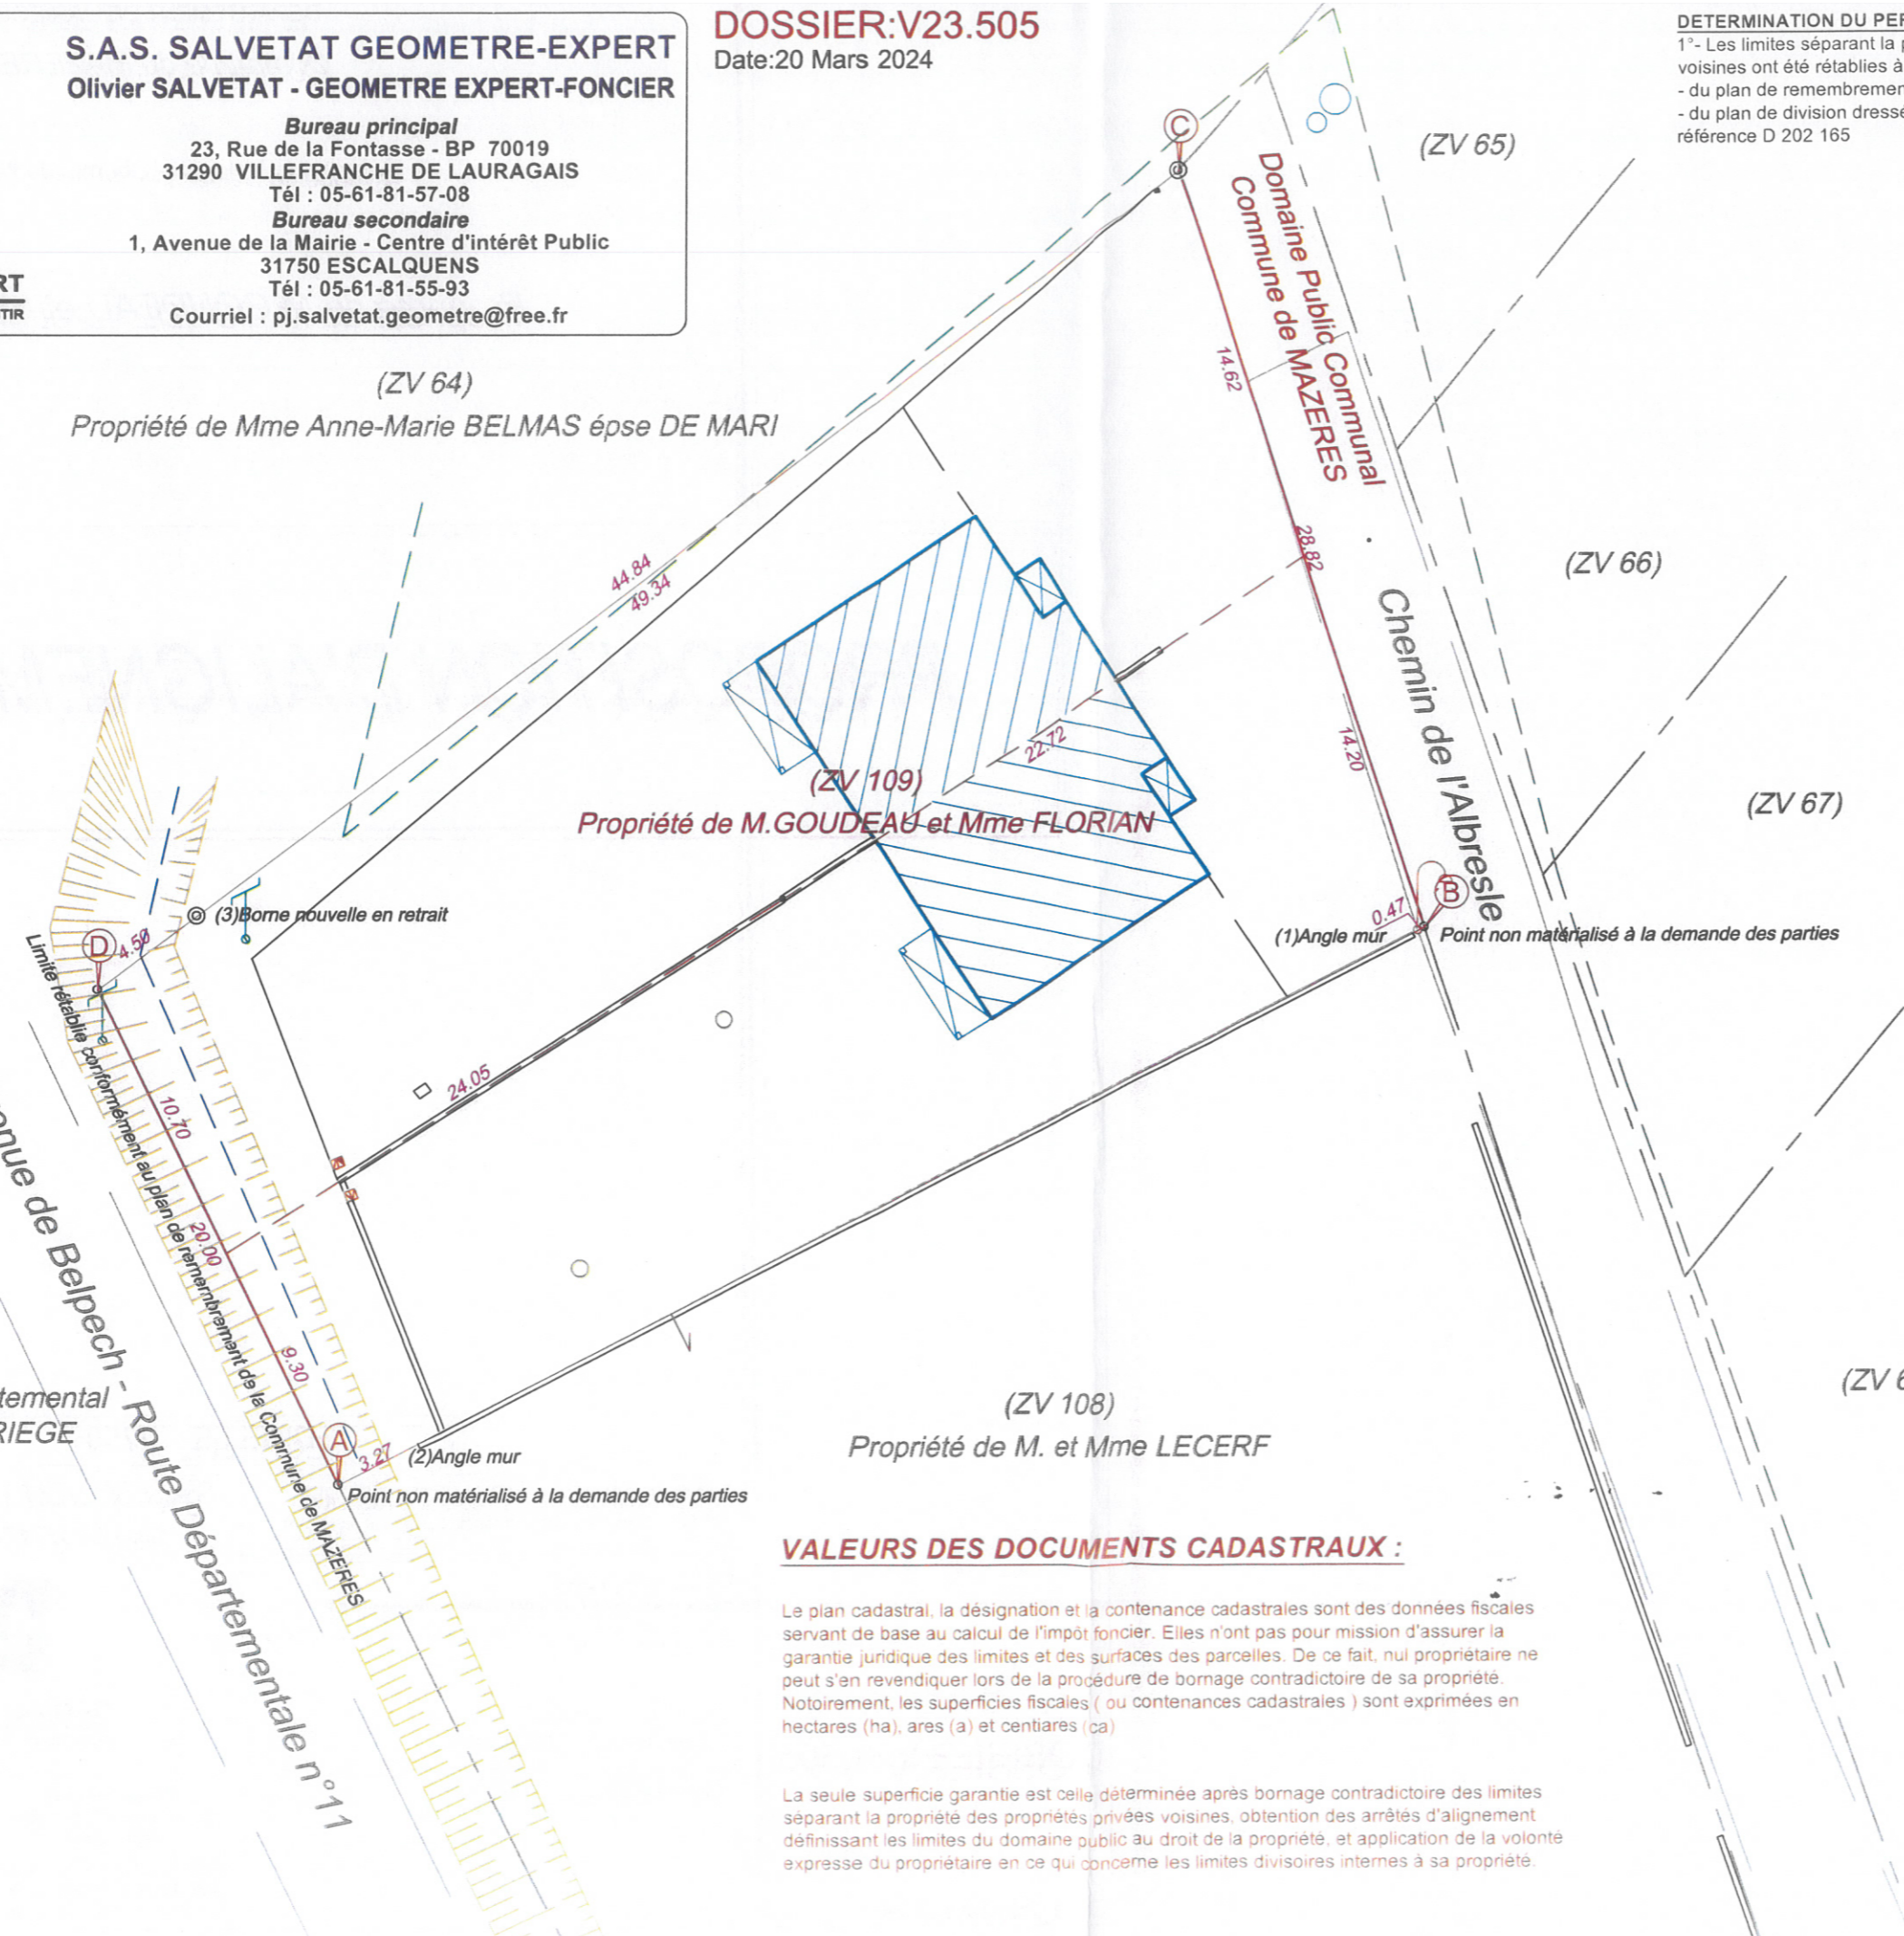 S.A.S. SALVETAT GEOMETRE-EXPERT
Olivier SALVETAT - GEOMETRE EXPERT-FONCIER
Bureau principal
23, Rue de la Fontasse - BP 70019
31290 VILLEFRANCHE DE LAURAGAIS
Tél : 05-61-81-57-08
Bureau secondaire
1, Avenue de la Mairie - Centre d'intérêt Public
31750 ESCALQUENS
Tél : 05-61-81-55-93
Courriel : pj.salvetat.geometre@free.fr
RT
TIR
DOSSIER:V23.505
Date:20 Mars 2024
DETERMINATION DU PER
1°- Les limites séparant la p
voisines ont été rétablies à
- du plan de remembremen
- du plan de division dressé
référence D 202 165
C
(ZV 65)
Domaine Public Communal
Commune de MAZERES
14.62
(ZV 64)
Propriété de Mme Anne-Marie BELMAS épse DE MARI
44.84
49.34
28.82
(ZV 66)
Chemin de l'Albresle
14.20
22.72
(ZV 109)
Propriété de M.GOUDEAU et Mme FLORIAN
(ZV 67)
B
0.47
(1)Angle mur
Point non matérialisé à la demande des parties
(3)Borne nouvelle en retrait
D
4.50
Limite rétablie conformément au plan de remembrement de la Commune de MAZERES
10.70
24.05
20.00
9.30
A
3.27
(2)Angle mur
Point non matérialisé à la demande des parties
enue de Belpech - Route Départementale n°11
temental
RIEGE
(ZV 108)
Propriété de M. et Mme LECERF
(ZV 6
VALEURS DES DOCUMENTS CADASTRAUX :
Le plan cadastral, la désignation et la contenance cadastrales sont des données fiscales
servant de base au calcul de l'impôt foncier. Elles n'ont pas pour mission d'assurer la
garantie juridique des limites et des surfaces des parcelles. De ce fait, nul propriétaire ne
peut s'en revendiquer lors de la procédure de bornage contradictoire de sa propriété.
Notoirement, les superficies fiscales ( ou contenances cadastrales ) sont exprimées en
hectares (ha), ares (a) et centiares (ca)
La seule superficie garantie est celle déterminée après bornage contradictoire des limites
séparant la propriété des propriétés privées voisines, obtention des arrêtés d'alignement
définissant les limites du domaine public au droit de la propriété, et application de la volonté
expresse du propriétaire en ce qui concerne les limites divisoires internes à sa propriété.